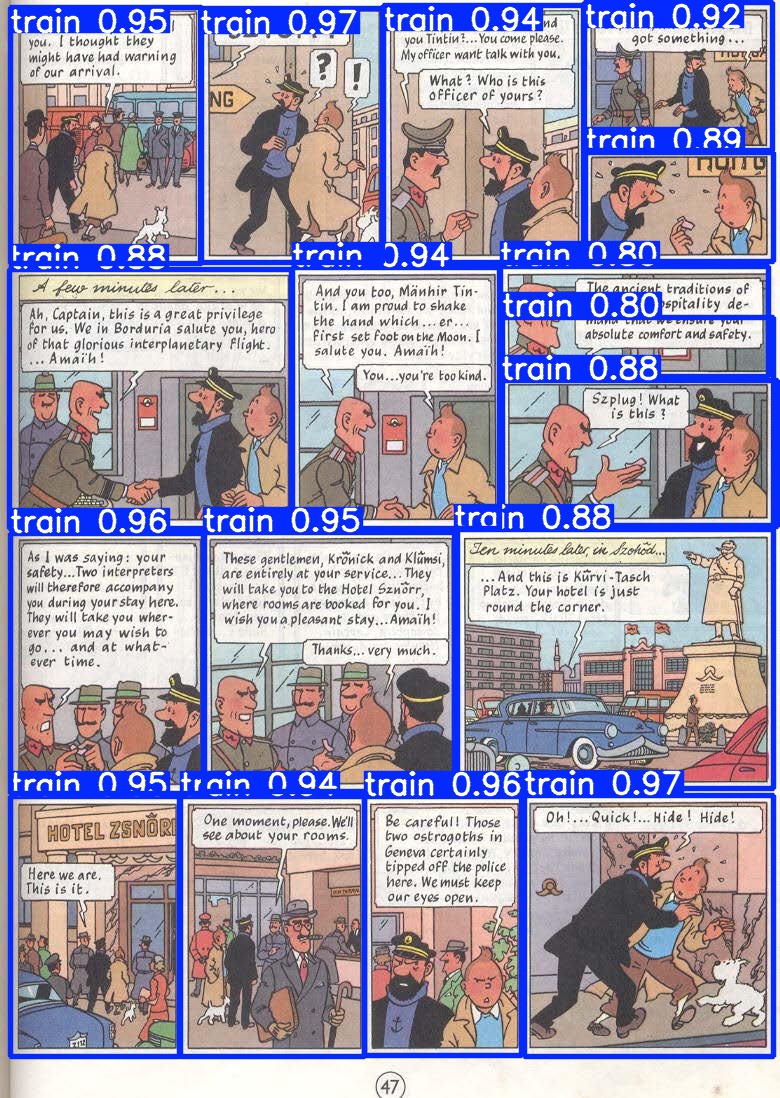 train 0.95
you. I thought they
might have had warning
of our arrival.
train 0.97
NG
?
!
train 0.94
you Tintin?...You come please.
My officer want talk with you.
What? Who is this
officer of yours?
train 0.92
got something...
train 0.89
train 0.88
A few minutes later...
Ah, Captain, this is a great privilege
for us. We in Borduria salute you, hero
of that glorious interplanetary flight.
... Amaïh!
train 0.94
And you too, Mänhir Tin-
tin. I am proud to shake
the hand which...er...
first set foot on the Moon. I
salute you. Amaïh!
You...you're too kind.
train 0.80
The ancient traditions of
train 0.80
hospitality de-
mand that we ensure your
absolute comfort and safety.
train 0.88
Szplug! What
is this?
train 0.96
As I was saying: your
safety...Two interpreters
will therefore accompany
you during your stay here.
They will take you wher-
ever you may wish to
go... and at what-
ever time.
train 0.95
These gentlemen, Krônick and Klûmsi,
are entirely at your service...They
will take you to the Hotel Sznôrr,
where rooms are booked for you. I
wish you a pleasant stay...Amaïh!
Thanks...very much.
train 0.88
Ten minutes later, in Szohôd...
...And this is Kûrvi-Tasch
Platz. Your hotel is just
round the corner.
train 0.95
HOTEL ZSNÔRR
Here we are.
This is it.
train 0.94
One moment, please. We'll
see about your rooms.
train 0.96
Be careful! Those
two ostrogoths in
Geneva certainly
tipped off the police
here. We must keep
our eyes open.
train 0.97
Oh!... Quick!... Hide! Hide!
47